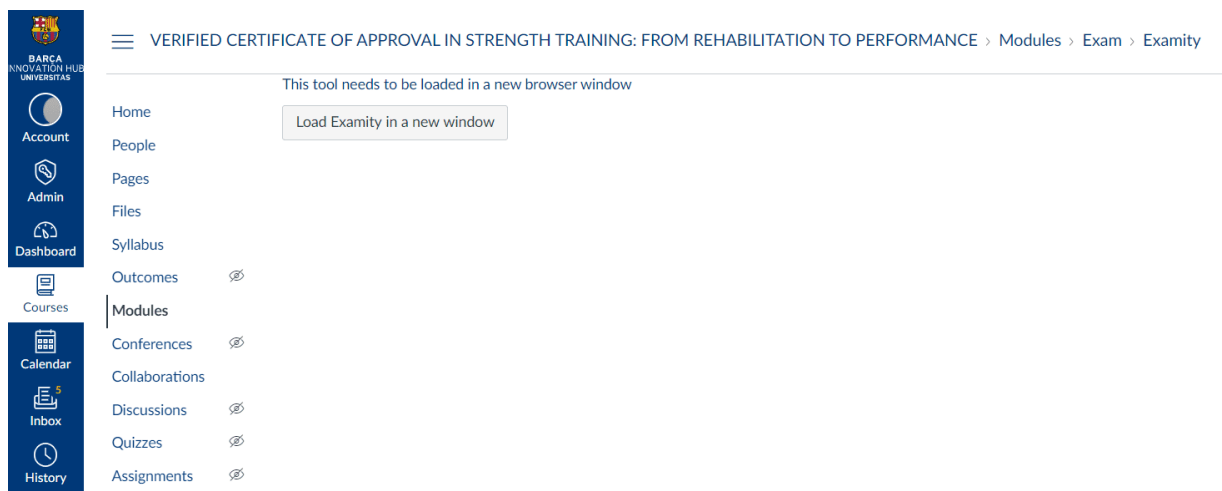 BARÇA
INNOVATION HUB
UNIVERSITAS
Account
Admin
Dashboard
Courses
Calendar
5
Inbox
History
VERIFIED CERTIFICATE OF APPROVAL IN STRENGTH TRAINING: FROM REHABILITATION TO PERFORMANCE › Modules › Exam › Examity
Home
People
Pages
Files
Syllabus
Outcomes
Modules
Conferences
Collaborations
Discussions
Quizzes
Assignments
This tool needs to be loaded in a new browser window
Load Examity in a new window